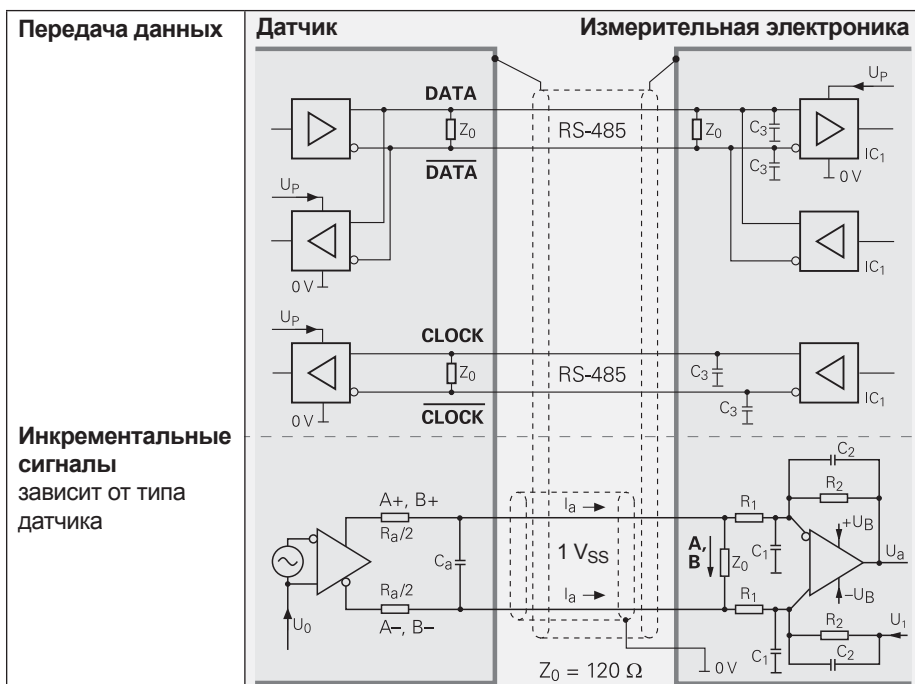 Передача данных
Датчик
Измерительная электроника
UP
DATA
Z0
RS-485
Z0
C3
C3
DATA
IC1
0 V
UP
0 V
IC1
UP
CLOCK
Z0
RS-485
C3
CLOCK
C3
0 V
IC1
Инкрементальные
сигналы
зависит от типа
датчика
A+, B+
Ra/2
Ca
Ra/2
A–, B–
U0
Ia
1 VSS
Ia
Z0 = 120 Ω
0 V
A,
B
Z0
R1
C1
R1
C1
C2
R2
+UB
Ua
–UB
R2
U1
C2